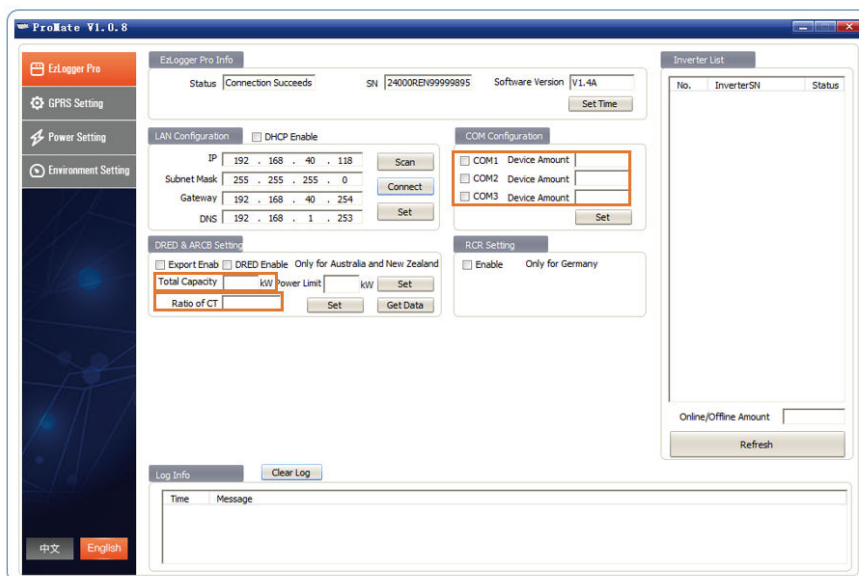 ProMate V1.0.8
EzLogger Pro
GPRS Setting
Power Setting
Environment Setting
中文
English
EzLogger Pro Info
Status Connection Succeeds SN 24000REN99999895 Software Version V1.4A
Set Time
LAN Configuration DHCP Enable
IP 192 . 168 . 40 . 118 Scan
Subnet Mask 255 . 255 . 255 . 0 Connect
Gateway 192 . 168 . 40 . 254
DNS 192 . 168 . 1 . 253 Set
COM Configuration
COM1 Device Amount
COM2 Device Amount
COM3 Device Amount
Set
DRED & ARCB Setting
Export Enab DRED Enable Only for Australia and New Zealand
Total Capacity kW Power Limit kW Set
Ratio of CT Set Get Data
RCR Setting
Enable Only for Germany
Inverter List
No. InverterSN Status
Online/Offline Amount
Refresh
Log Info Clear Log
Time Message